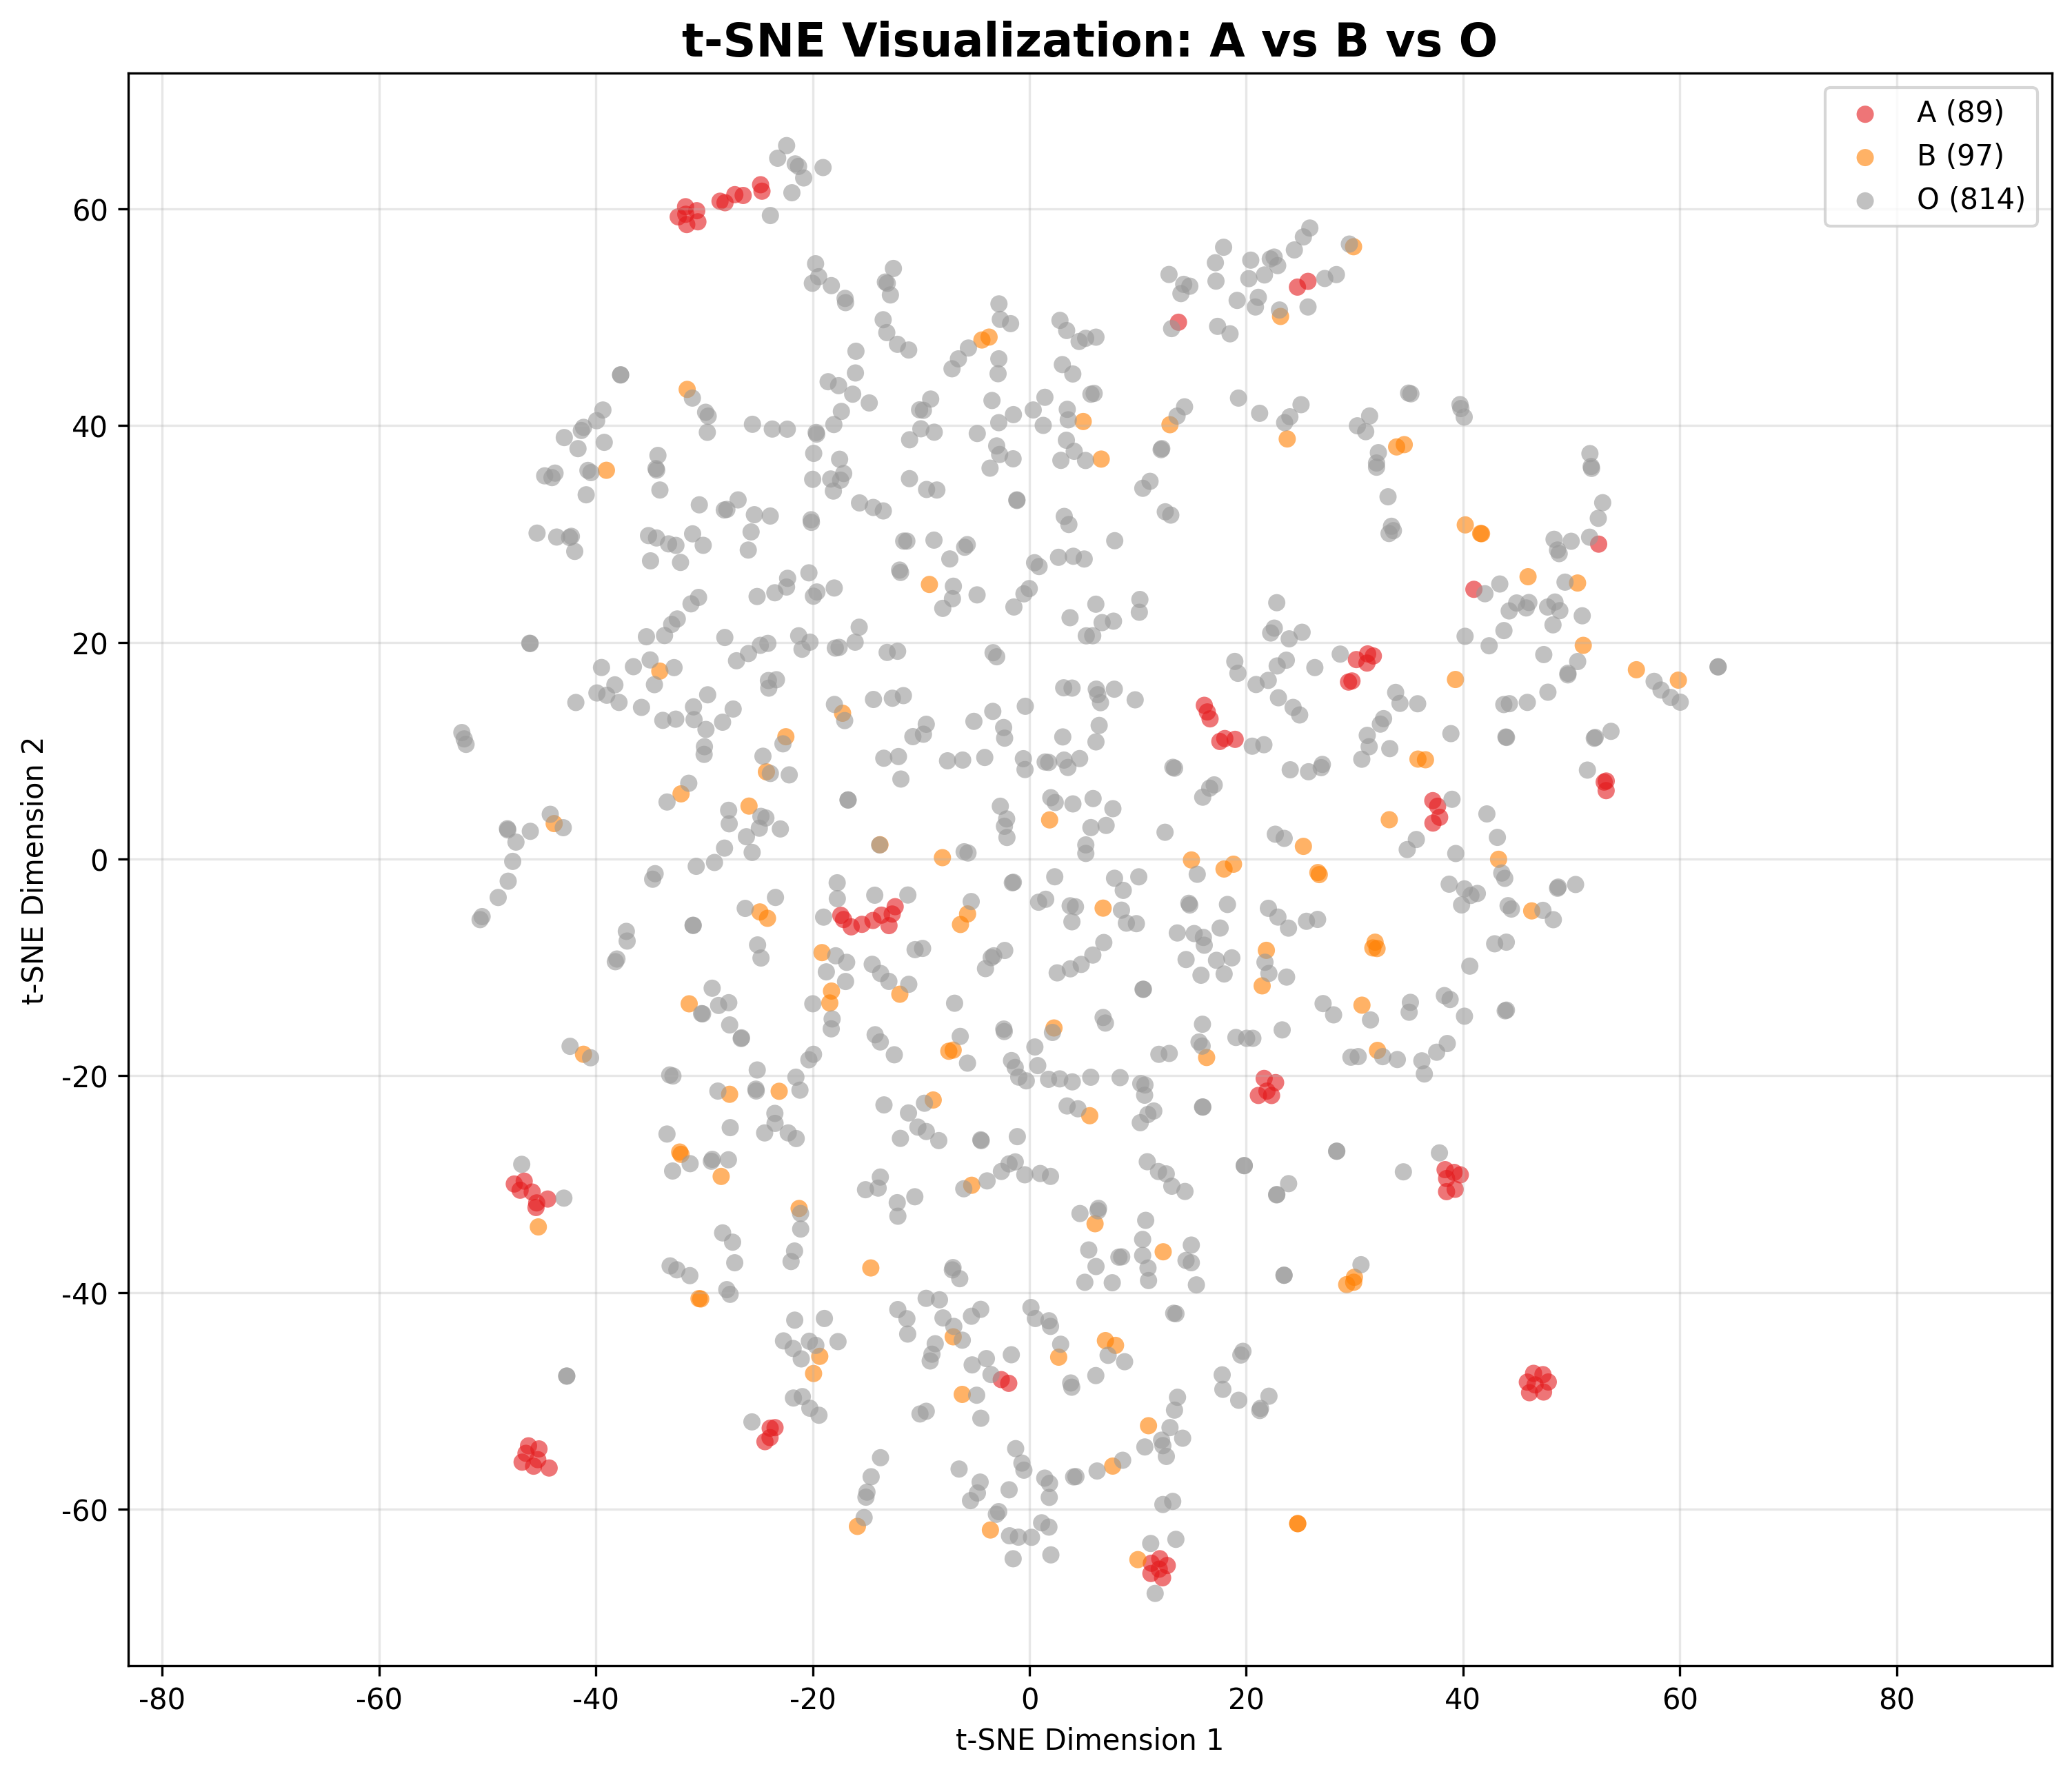 t-SNE Visualization: A vs B vs O
A (89)
B (97)
O (814)
60
40
20
0
-20
-40
-60
t-SNE Dimension 2
-80 -60 -40 -20 0 20 40 60 80
t-SNE Dimension 1